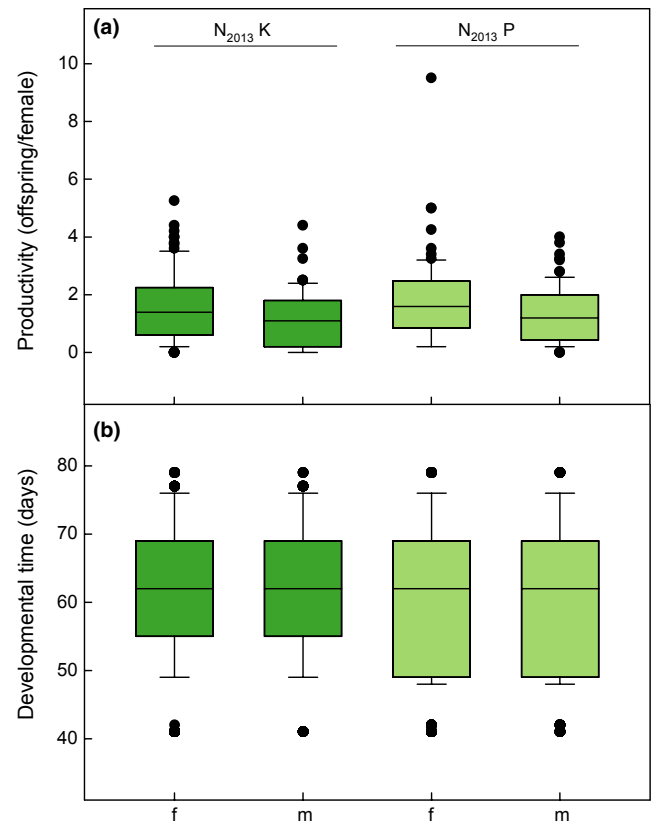 (a)
N2013 K
N2013 P
Productivity (offspring/female)
10
8
6
4
2
0
(b)
Developmental time (days)
80
70
60
50
40
f m f m